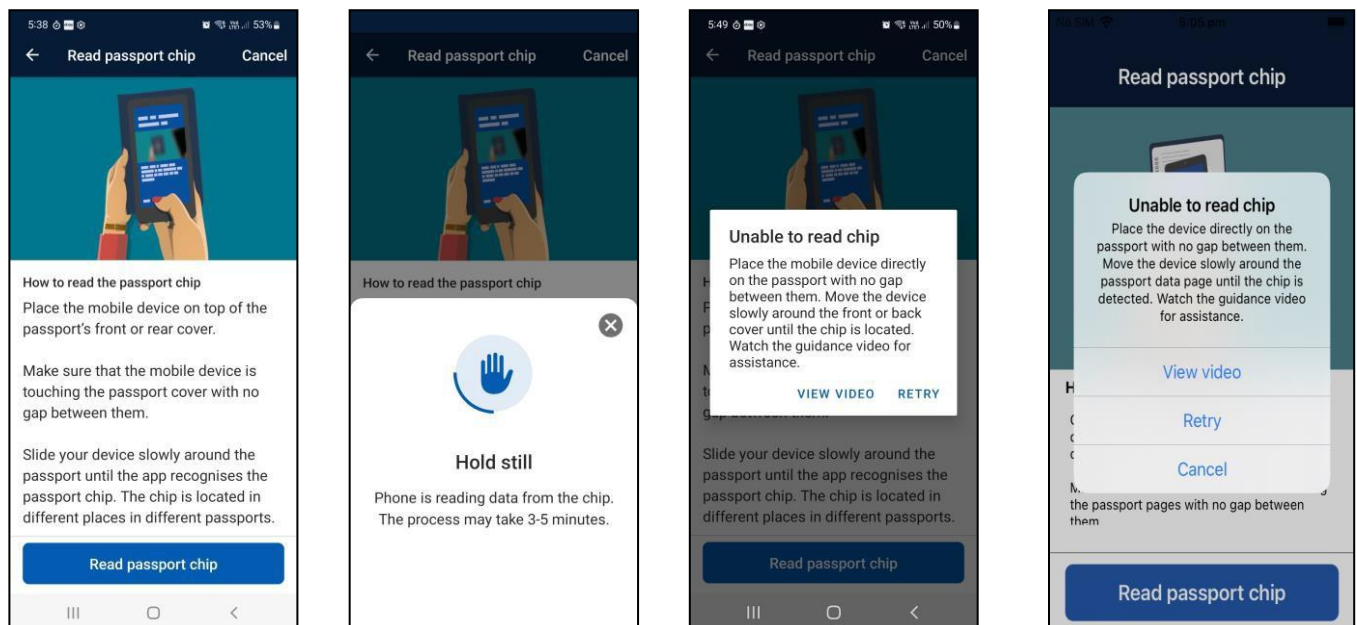 5:38
53%
Read passport chip
Cancel
How to read the passport chip
Place the mobile device on top of the
passport's front or rear cover.
Make sure that the mobile device is
touching the passport cover with no
gap between them.
Slide your device slowly around the
passport until the app recognises the
passport chip. The chip is located in
different places in different passports.
Read passport chip
Read passport chip
Cancel
How to read the passport chip
Hold still
Phone is reading data from the chip.
The process may take 3-5 minutes.
5:49
50%
Read passport chip
Cancel
Unable to read chip
Place the mobile device directly
on the passport with no gap
between them. Move the device
slowly around the front or back
cover until the chip is located.
Watch the guidance video for
assistance.
VIEW VIDEO RETRY
Slide your device slowly around the
passport until the app recognises the
passport chip. The chip is located in
different places in different passports.
Read passport chip
No SIM
Read passport chip
Unable to read chip
Place the device directly on the
passport with no gap between them.
Move the device slowly around the
passport data page until the chip is
detected. Watch the guidance video
for assistance.
View video
Retry
Cancel
the passport pages with no gap between
them
Read passport chip